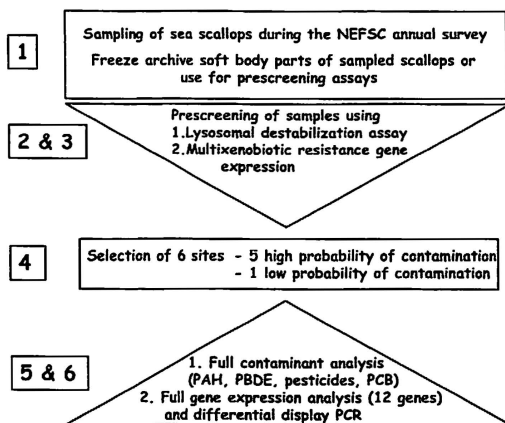 1
Sampling of sea scallops during the NEFSC annual survey
Freeze archive soft body parts of sampled scallops or
use for prescreening assays
2 & 3
Prescreening of samples using
1.Lysosomal destabilization assay
2.Multixenobiotic resistance gene
expression
4
Selection of 6 sites - 5 high probability of contamination
- 1 low probability of contamination
5 & 6
1. Full contaminant analysis
(PAH, PBDE, pesticides, PCB)
2. Full gene expression analysis (12 genes)
and differential display PCR